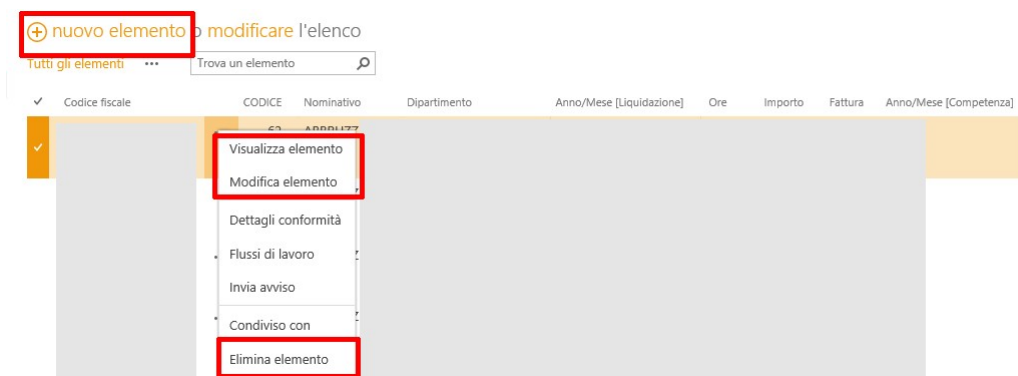 nuovo elemento o modificare l'elenco
Tutti gli elementi ... Trova un elemento
Codice fiscale CODICE Nominativo Dipartimento Anno/Mese [Liquidazione] Ore Importo Fattura Anno/Mese [Competenza]
Visualizza elemento
Modifica elemento
Dettagli conformità
Flussi di lavoro
Invia avviso
Condiviso con
Elimina elemento